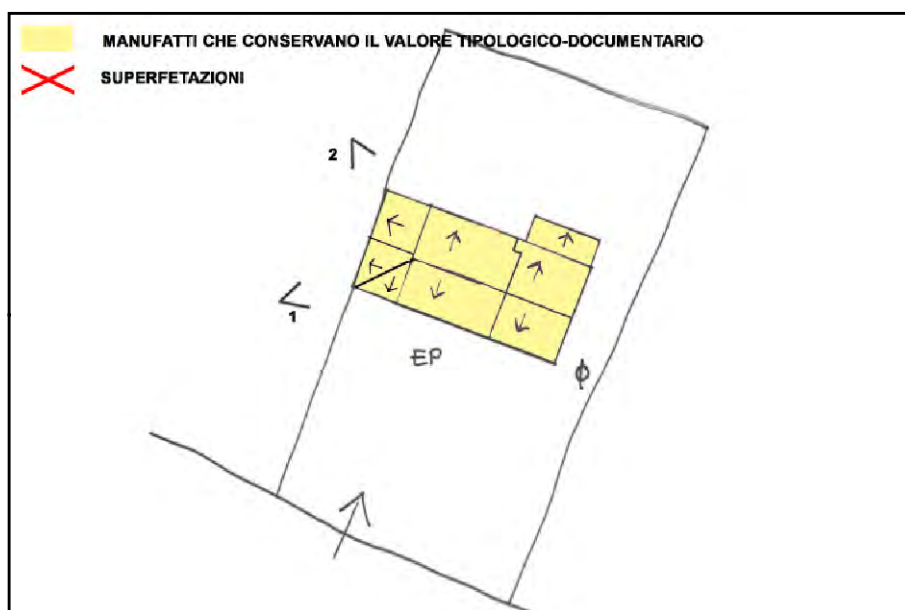 MANUFATTI CHE CONSERVANO IL VALORE TIPOLOGICO-DOCUMENTARIO
SUPERFETAZIONI
2
1
EP